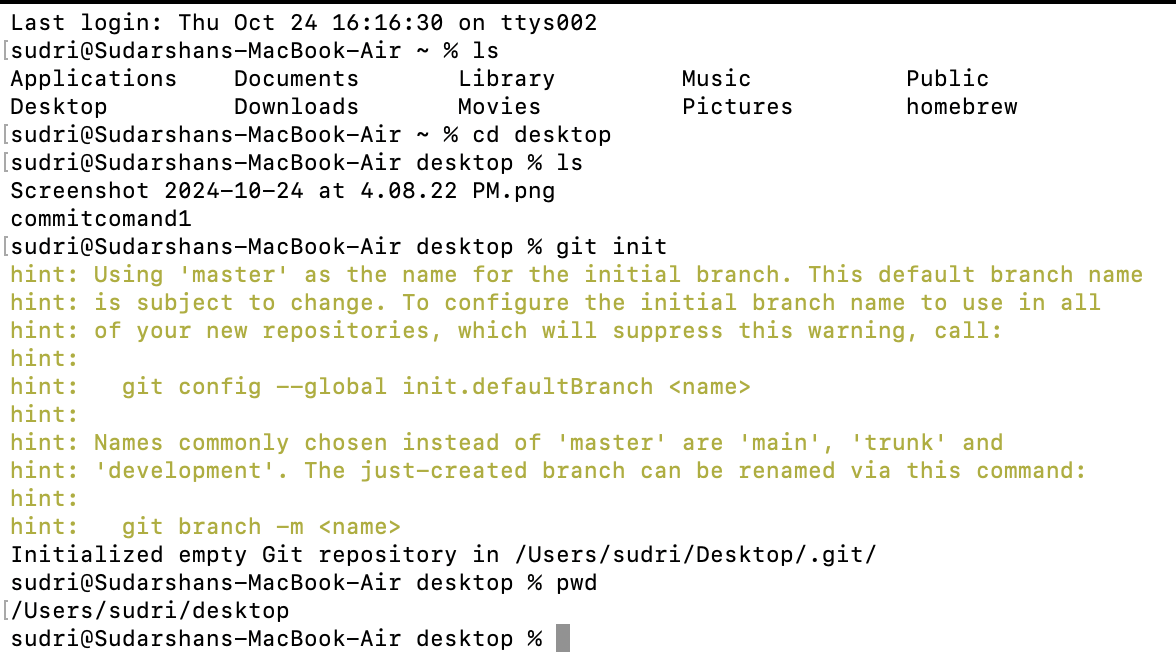 Last login: Thu Oct 24 16:16:30 on ttys002
[sudri@Sudarshans-MacBook-Air ~ % ls
Applications    Documents       Library         Music           Public
Desktop         Downloads       Movies          Pictures        homebrew
[sudri@Sudarshans-MacBook-Air ~ % cd desktop
[sudri@Sudarshans-MacBook-Air desktop % ls
Screenshot 2024-10-24 at 4.08.22 PM.png
commitcomand1
[sudri@Sudarshans-MacBook-Air desktop % git init
hint: Using 'master' as the name for the initial branch. This default branch name
hint: is subject to change. To configure the initial branch name to use in all
hint: of your new repositories, which will suppress this warning, call:
hint:
hint:   git config --global init.defaultBranch <name>
hint:
hint: Names commonly chosen instead of 'master' are 'main', 'trunk' and
hint: 'development'. The just-created branch can be renamed via this command:
hint:
hint:   git branch -m <name>
Initialized empty Git repository in /Users/sudri/Desktop/.git/
sudri@Sudarshans-MacBook-Air desktop % pwd
[/Users/sudri/desktop
sudri@Sudarshans-MacBook-Air desktop %